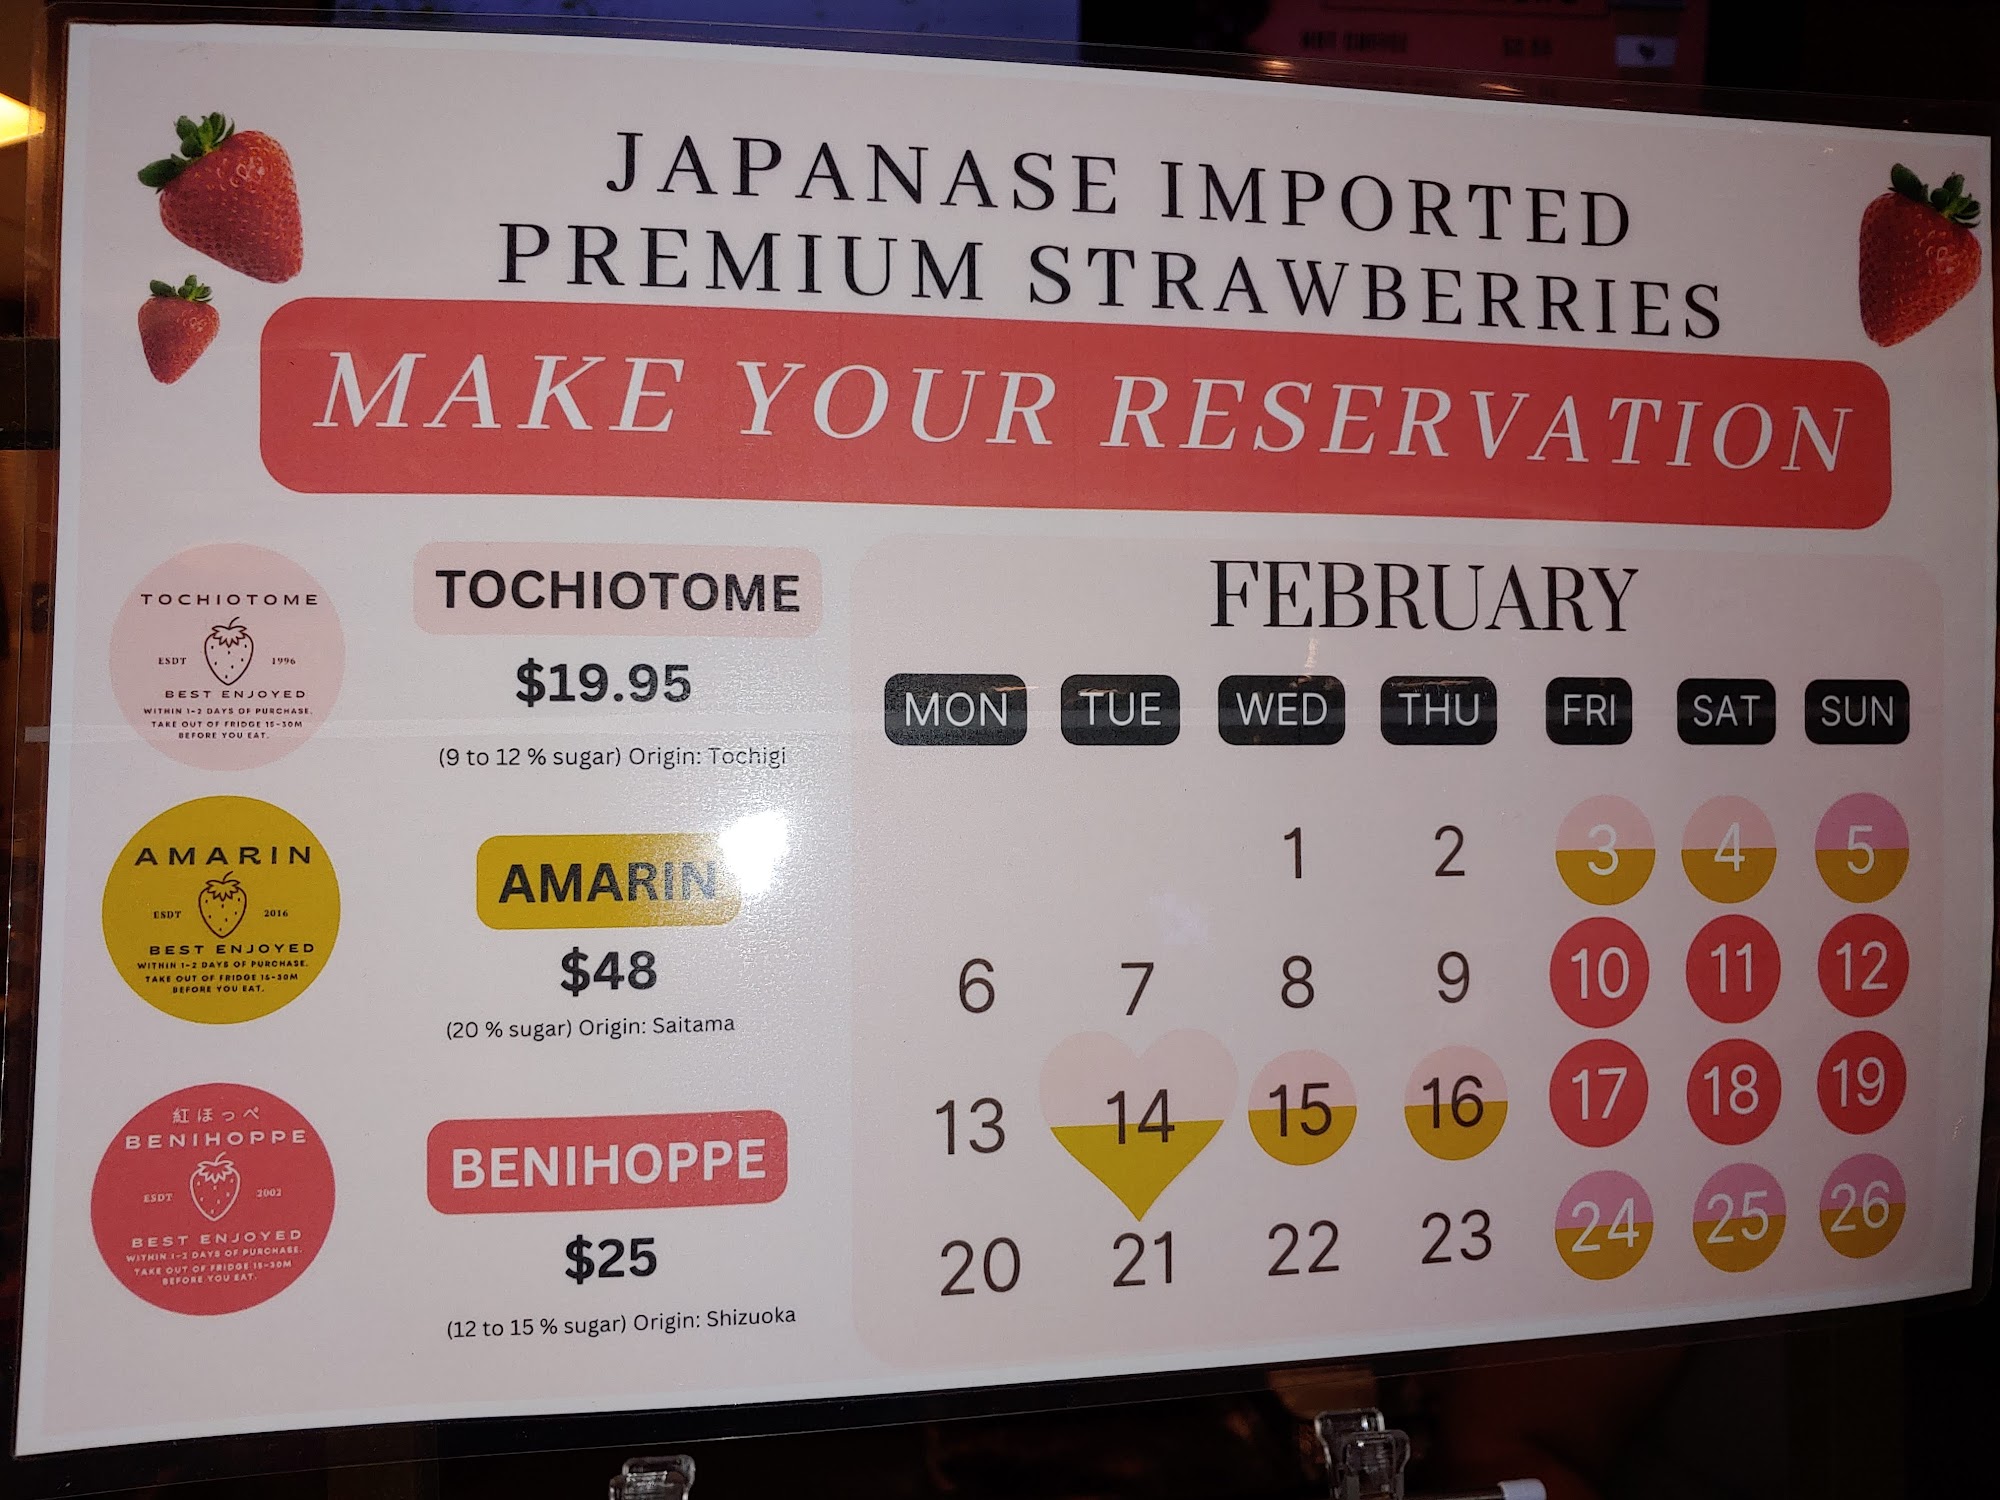 JAPANASE IMPORTED
PREMIUM STRAWBERRIES
MAKE YOUR RESERVATION
TOCHIOTOME
ESDT 1996
BEST ENJOYED
WITHIN 1-2 DAYS OF PURCHASE.
TAKE OUT OF FRIDGE 15-30M
BEFORE YOU EAT.
TOCHIOTOME
$19.95
(9 to 12 % sugar) Origin: Tochigi
AMARIN
ESDT 2016
BEST ENJOYED
WITHIN 1-2 DAYS OF PURCHASE.
TAKE OUT OF FRIDGE 15-30M
BEFORE YOU EAT.
AMARIN
$48
(20 % sugar) Origin: Saitama
紅ほっぺ
BENIHOPPE
ESDT 2002
BEST ENJOYED
WITHIN 1-2 DAYS OF PURCHASE.
TAKE OUT OF FRIDGE 15-30M
BEFORE YOU EAT.
BENIHOPPE
$25
(12 to 15 % sugar) Origin: Shizuoka
FEBRUARY
MON TUE WED THU FRI SAT SUN
1 2 3 4 5
6 7 8 9 10 11 12
13 14 15 16 17 18 19
20 21 22 23 24 25 26